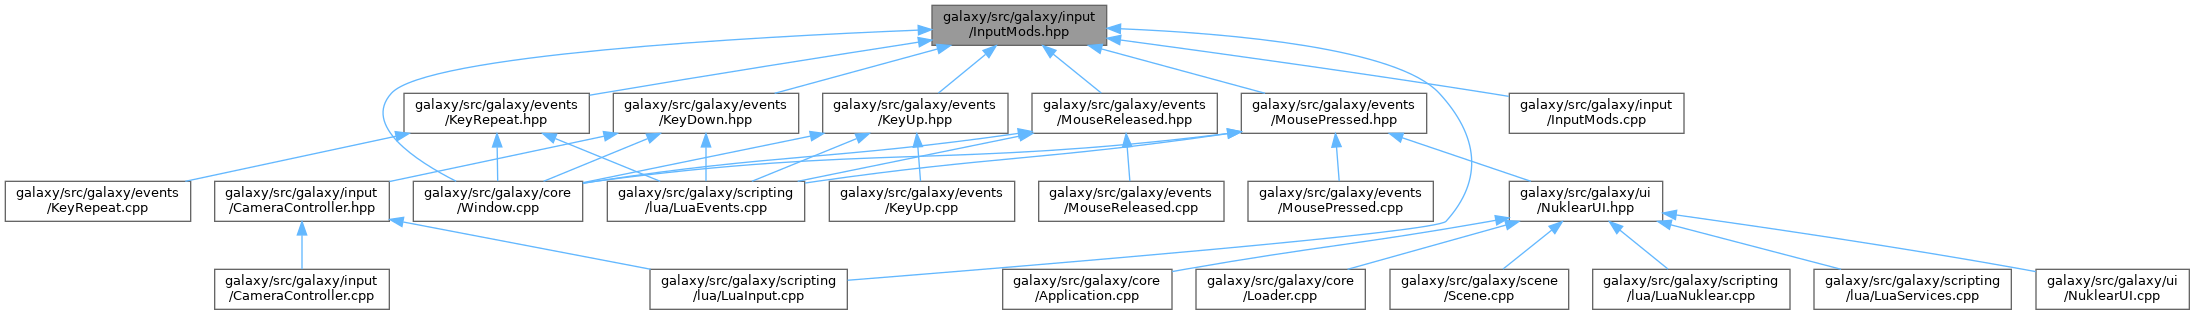 galaxy/src/galaxy/input
/InputMods.hpp
galaxy/src/galaxy/events
/KeyRepeat.hpp
galaxy/src/galaxy/events
/KeyDown.hpp
galaxy/src/galaxy/events
/KeyUp.hpp
galaxy/src/galaxy/events
/MouseReleased.hpp
galaxy/src/galaxy/events
/MousePressed.hpp
galaxy/src/galaxy/input
/InputMods.cpp
galaxy/src/galaxy/events
/KeyRepeat.cpp
galaxy/src/galaxy/input
/CameraController.hpp
galaxy/src/galaxy/core
/Window.cpp
galaxy/src/galaxy/scripting
/lua/LuaEvents.cpp
galaxy/src/galaxy/events
/KeyUp.cpp
galaxy/src/galaxy/events
/MouseReleased.cpp
galaxy/src/galaxy/events
/MousePressed.cpp
galaxy/src/galaxy/ui
/NuklearUI.hpp
galaxy/src/galaxy/input
/CameraController.cpp
galaxy/src/galaxy/scripting
/lua/LuaInput.cpp
galaxy/src/galaxy/core
/Application.cpp
galaxy/src/galaxy/core
/Loader.cpp
galaxy/src/galaxy/scene
/Scene.cpp
galaxy/src/galaxy/scripting
/lua/LuaNuklear.cpp
galaxy/src/galaxy/scripting
/lua/LuaServices.cpp
galaxy/src/galaxy/ui
/NuklearUI.cpp